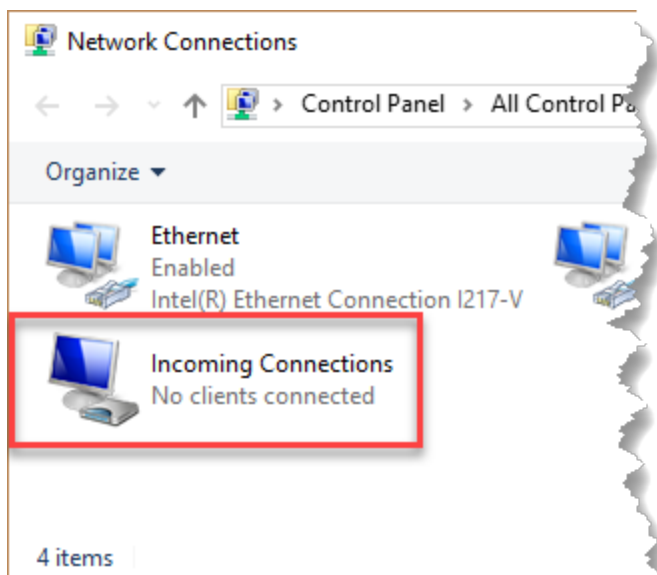 Network Connections
Control Panel > All Control
Organize
Ethernet
Enabled
Intel(R) Ethernet Connection I217-V
Incoming Connections
No clients connected
4 items